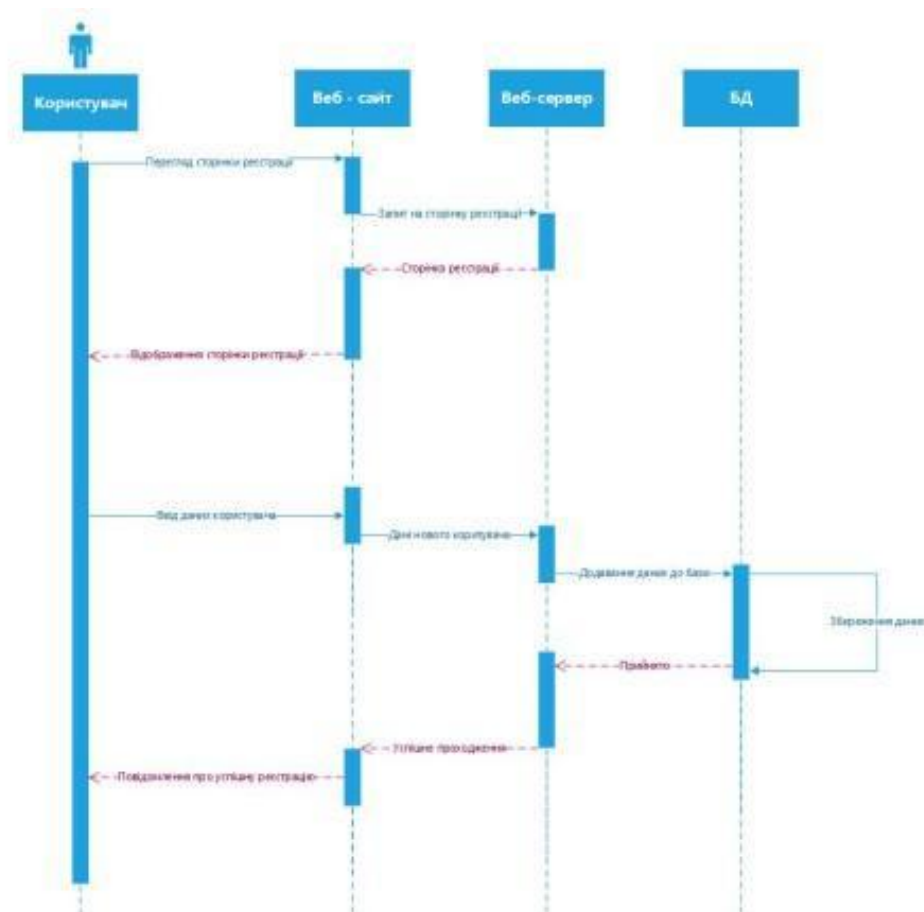 Користувач
Веб - сайт
Веб-сервер
БД
Перегляд сторінки реєстрації
Запит на сторінку реєстрації
Сторінка реєстрації
Відображення сторінки реєстрації
Ввід даних користувача
Дані нового користувача
Додавання даних до бази
Збереження даних
Прийнято
Успішне проходження
Повідомлення про успішну реєстрацію